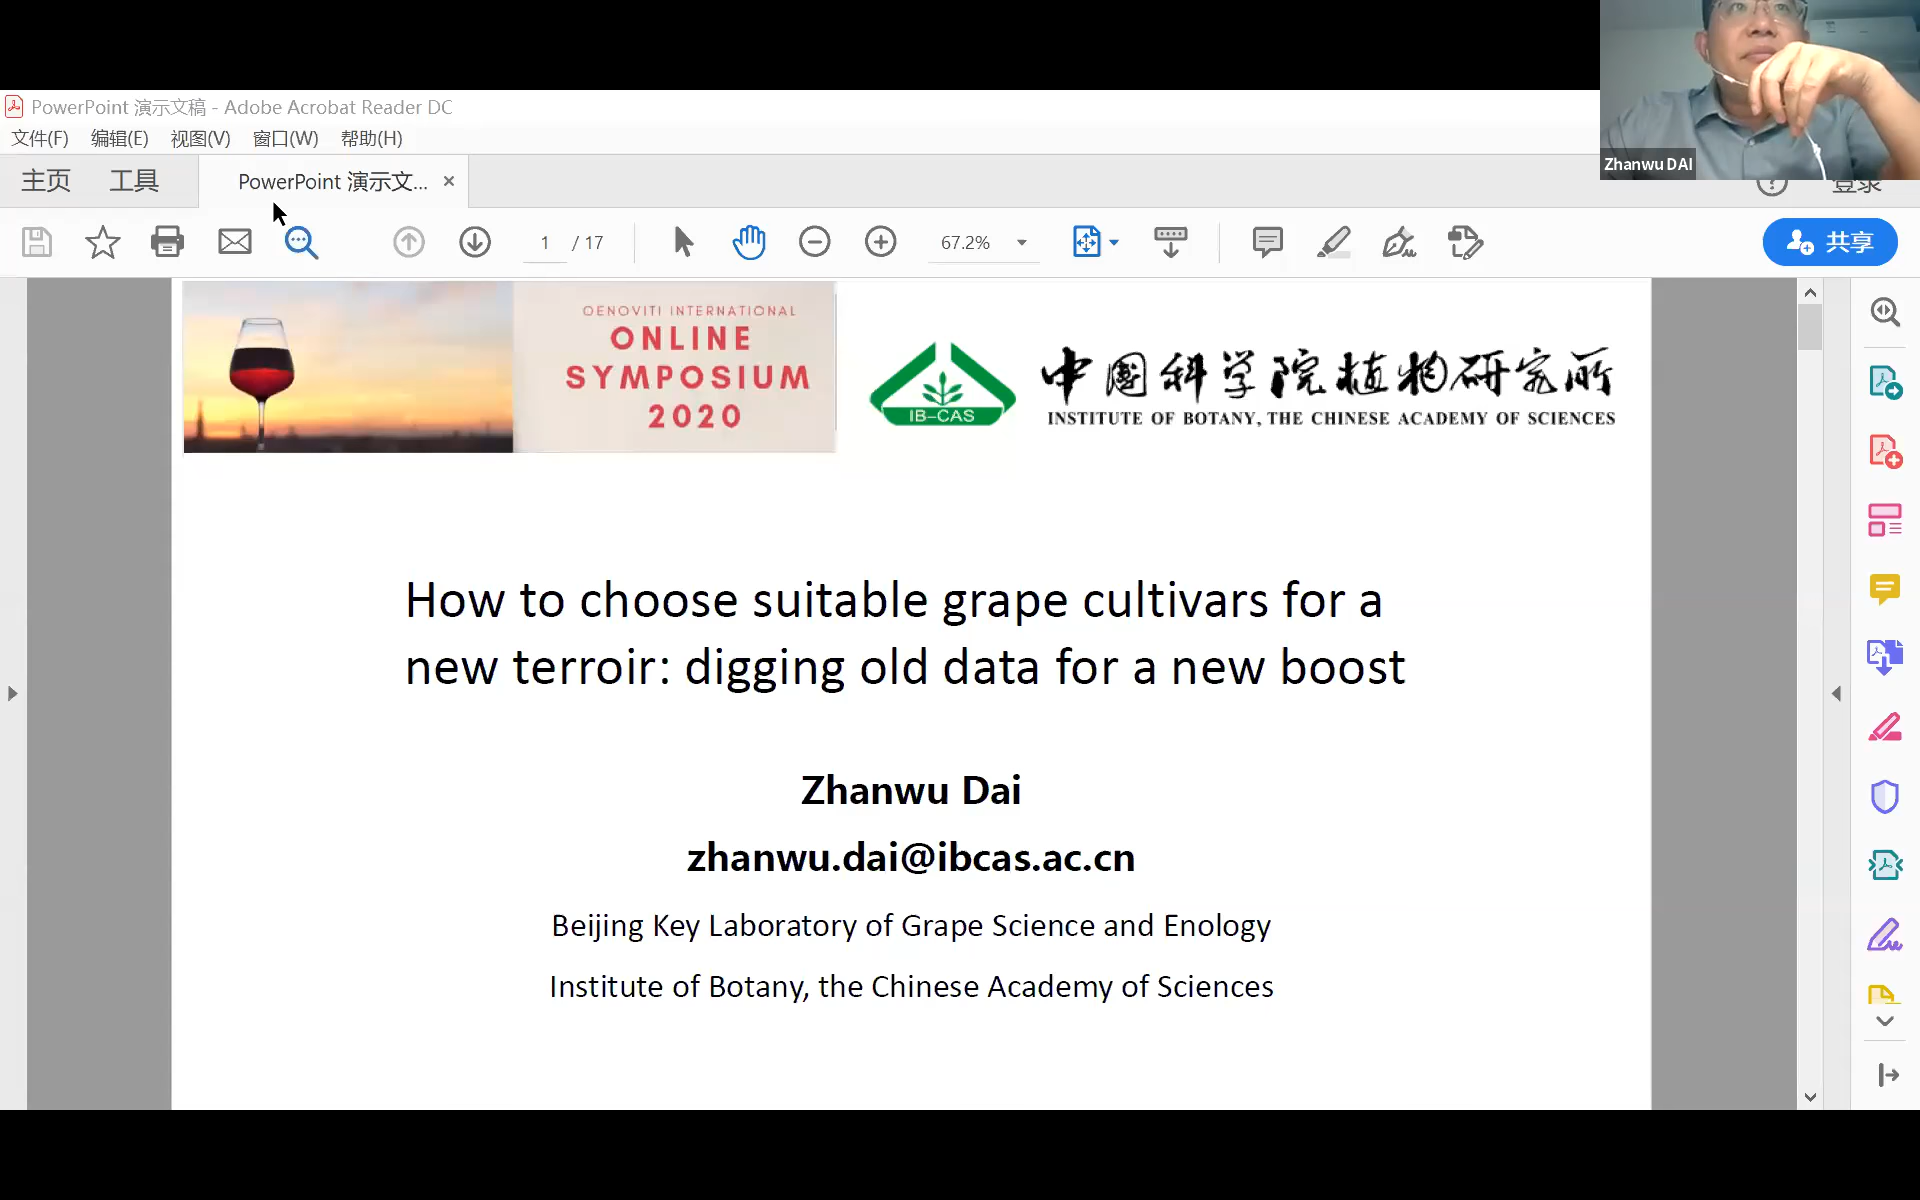 PowerPoint 演示文稿 - Adobe Acrobat Reader DC
文件(F) 编辑(E) 视图(V) 窗口(W) 帮助(H)
Zhanwu DAI
主页 工具 PowerPoint 演示文...
登录
1 / 17 67.2% 共享
OENOVITI INTERNATIONAL
ONLINE
SYMPOSIUM
2020
IB-CAS
中国科学院植物研究所
INSTITUTE OF BOTANY, THE CHINESE ACADEMY OF SCIENCES
How to choose suitable grape cultivars for a
new terroir: digging old data for a new boost
Zhanwu Dai
zhanwu.dai@ibcas.ac.cn
Beijing Key Laboratory of Grape Science and Enology
Institute of Botany, the Chinese Academy of Sciences